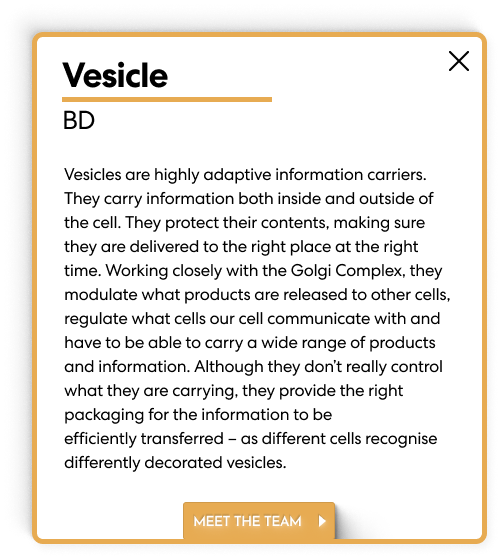 Vesicle
BD
Vesicles are highly adaptive information carriers.
They carry information both inside and outside of
the cell. They protect their contents, making sure
they are delivered to the right place at the right
time. Working closely with the Golgi Complex, they
modulate what products are released to other cells,
regulate what cells our cell communicate with and
have to be able to carry a wide range of products
and information. Although they don’t really control
what they are carrying, they provide the right
packaging for the information to be
efficiently transferred – as different cells recognise
differently decorated vesicles.
MEET THE TEAM